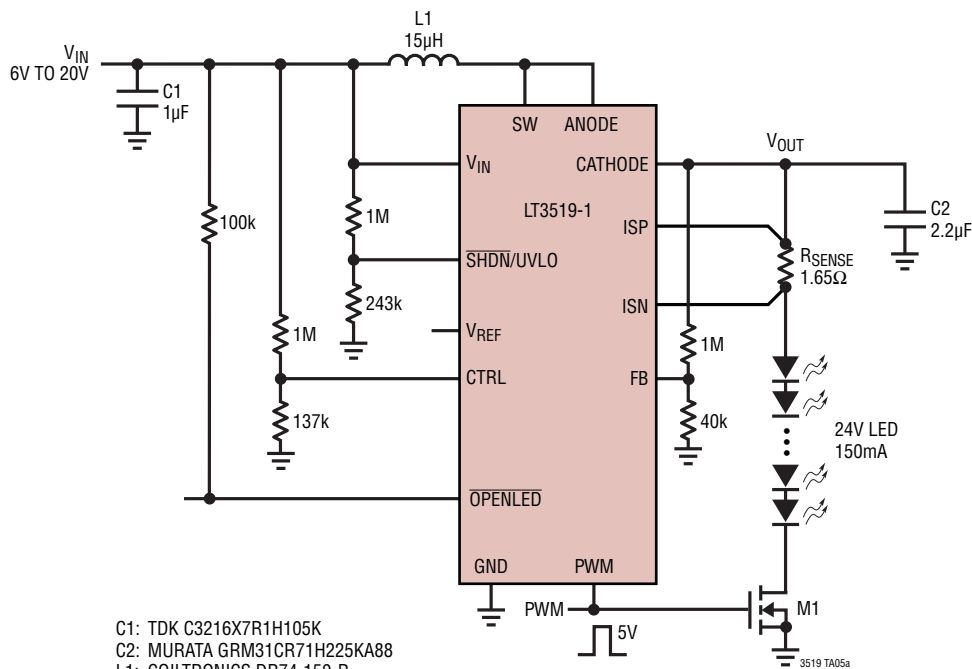 L1
15µH
V_IN
6V TO 20V
C1
1µF
SW
ANODE
V_OUT
V_IN
CATHODE
LT3519-1
C2
2.2µF
100k
1M
ISP
R_SENSE
1.65Ω
SHDN/UVLO
243k
ISN
V_REF
1M
1M
CTRL
FB
137k
40k
24V LED
150mA
OPENLED
GND
PWM
PWM
M1
5V
3519 TA05a
C1: TDK C3216X7R1H105K
C2: MURATA GRM31CR71H225KA88